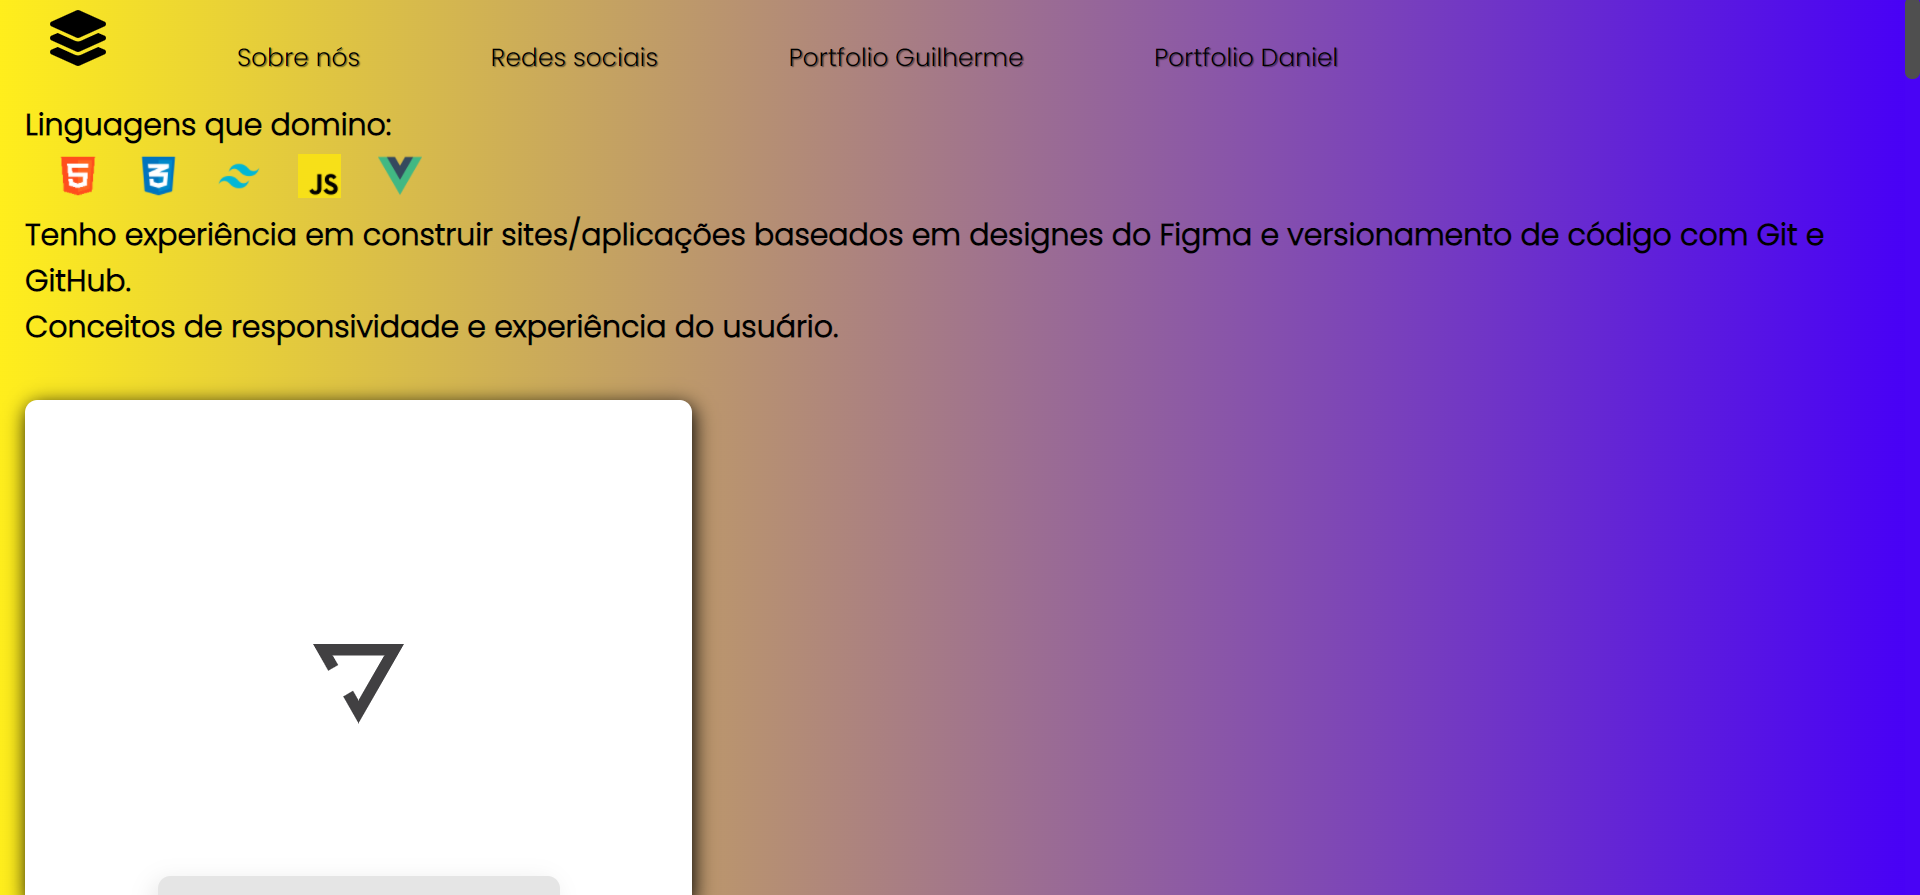 Sobre nós
Redes sociais
Portfolio Guilherme
Portfolio Daniel
Linguagens que domino:
5
3
JS
Tenho experiência em construir sites/aplicações baseados em designes do Figma e versionamento de código com Git e
GitHub.
Conceitos de responsividade e experiência do usuário.